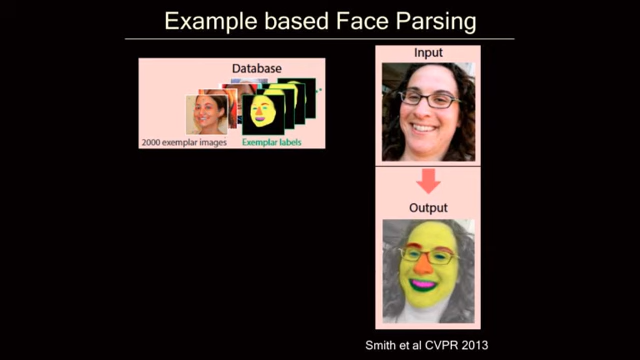 Example based Face Parsing
Database
2000 exemplar images
Exemplar labels
Input
Output
Smith et al CVPR 2013